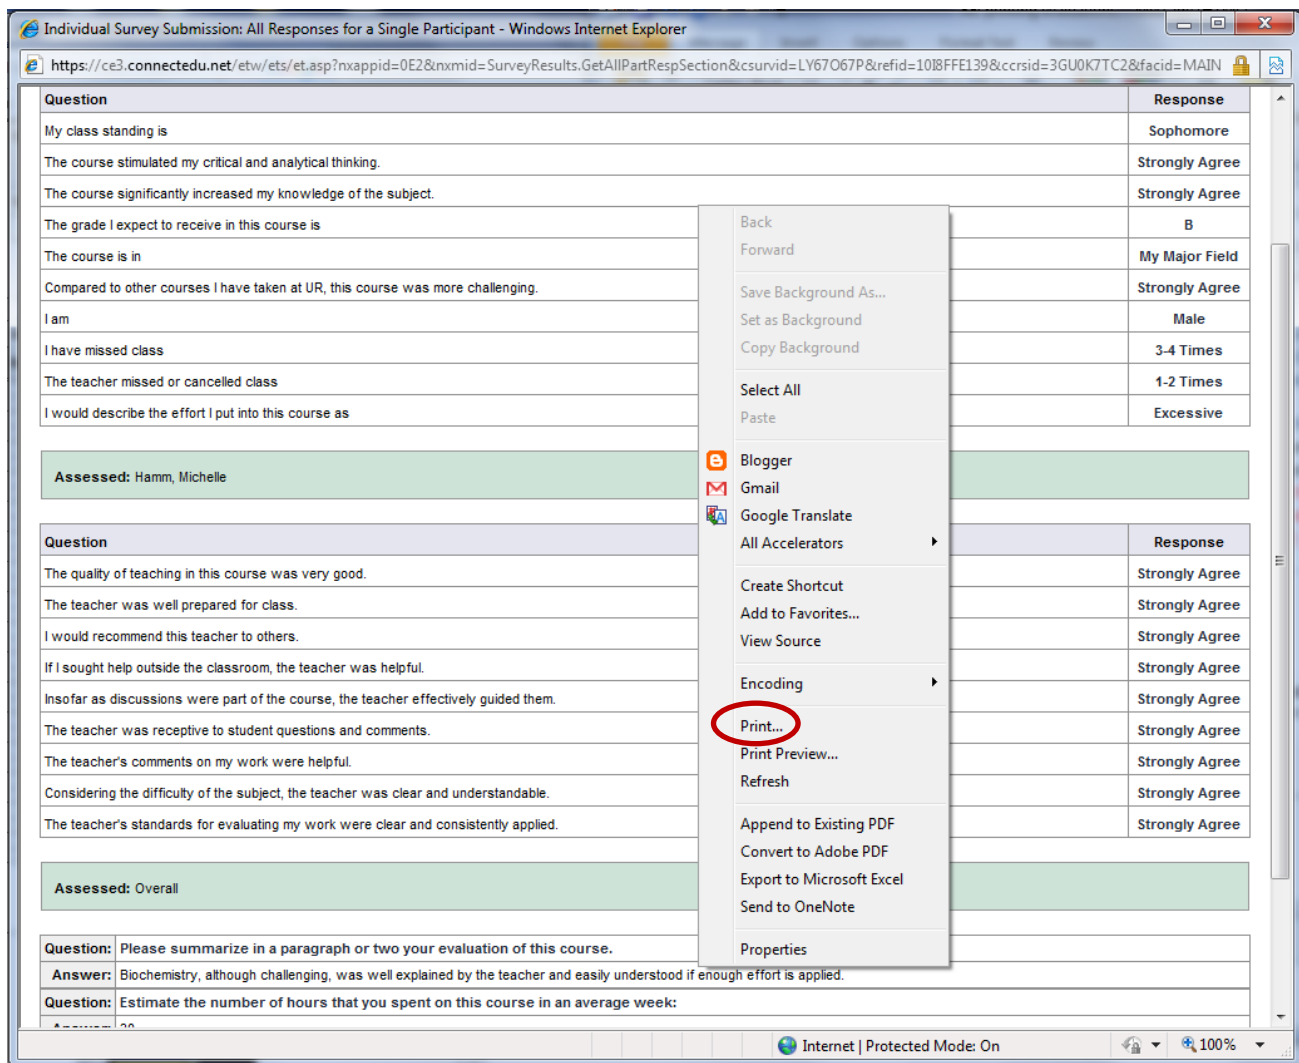 Individual Survey Submission: All Responses for a Single Participant - Windows Internet Explorer
https://ce3.connectedu.net/etw/ets/et.asp?nxappid=0E2&nxmid=SurveyResults.GetAllPartRespSection&csurvid=LY67O67P&refid=10I8FFE139&ccrsid=3GU0K7TC2&facid=MAIN
Question Response
My class standing is Sophomore
The course stimulated my critical and analytical thinking. Strongly Agree
The course significantly increased my knowledge of the subject. Strongly Agree
The grade I expect to receive in this course is B
The course is in My Major Field
Compared to other courses I have taken at UR, this course was more challenging. Strongly Agree
I am Male
I have missed class 3-4 Times
The teacher missed or cancelled class 1-2 Times
I would describe the effort I put into this course as Excessive
Assessed: Hamm, Michelle
Question Response
The quality of teaching in this course was very good. Strongly Agree
The teacher was well prepared for class. Strongly Agree
I would recommend this teacher to others. Strongly Agree
If I sought help outside the classroom, the teacher was helpful. Strongly Agree
Insofar as discussions were part of the course, the teacher effectively guided them. Strongly Agree
The teacher was receptive to student questions and comments. Strongly Agree
The teacher's comments on my work were helpful. Strongly Agree
Considering the difficulty of the subject, the teacher was clear and understandable. Strongly Agree
The teacher's standards for evaluating my work were clear and consistently applied. Strongly Agree
Assessed: Overall
Question: Please summarize in a paragraph or two your evaluation of this course.
Answer: Biochemistry, although challenging, was well explained by the teacher and easily understood if enough effort is applied.
Question: Estimate the number of hours that you spent on this course in an average week:
Answer: 20
Back
Forward
Save Background As...
Set as Background
Copy Background
Select All
Paste
Blogger
Gmail
Google Translate
All Accelerators
Create Shortcut
Add to Favorites...
View Source
Encoding
Print...
Print Preview...
Refresh
Append to Existing PDF
Convert to Adobe PDF
Export to Microsoft Excel
Send to OneNote
Properties
Internet | Protected Mode: On
100%